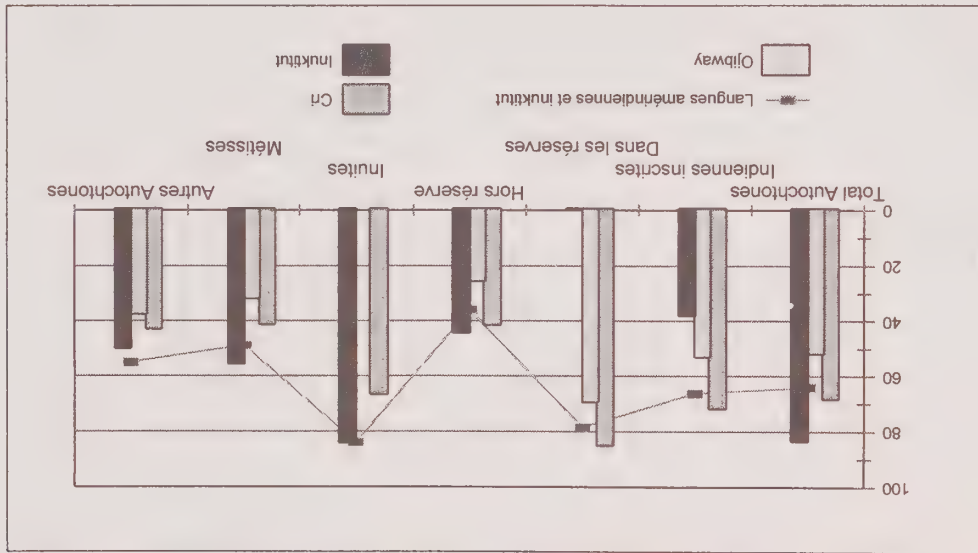 100
80
60
40
20
0
Total Autochtones
Indiennes inscrites
Dans les réserves
Hors réserve
Inuites
Métisses
Autres Autochtones
Langues amérindiennes et inuktitut
Cri
Ojibway
Inuktitut